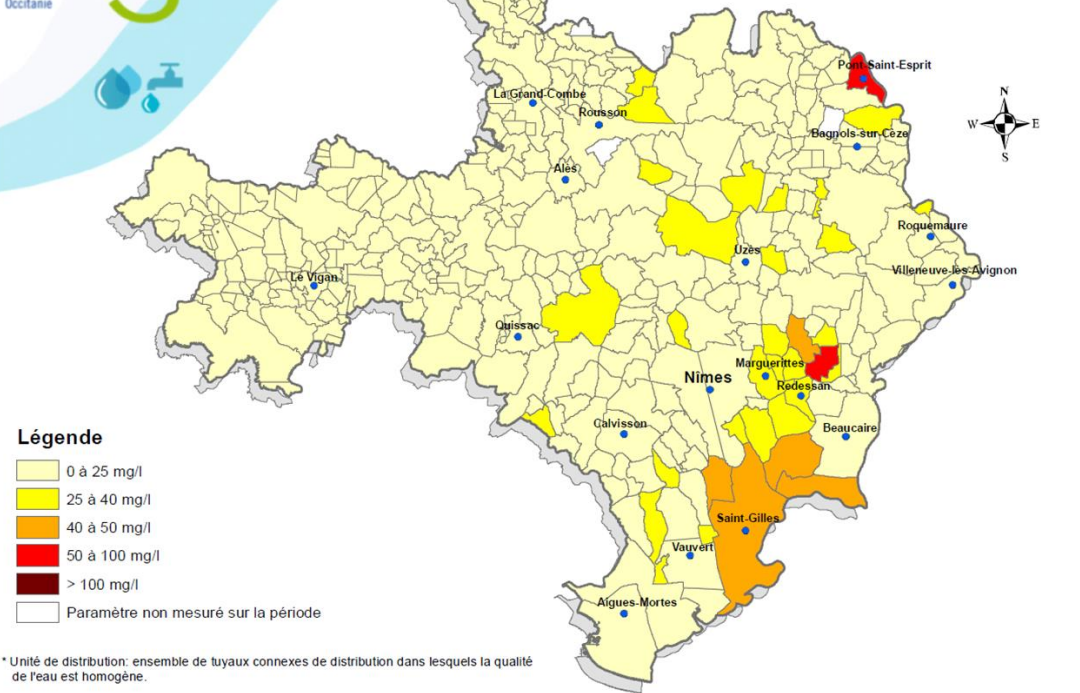 Occitanie
Pont-Saint-Esprit
La Grand-Combe
Rousson
Bagnols-sur-Cèze
N
W E
S
Alès
Roquemaure
Uzès
Villeneuve-lès-Avignon
Le Vigan
Quissac
Marguerittes
Nîmes
Redessan
Calvisson
Beaucaire
Légende
0 à 25 mg/l
25 à 40 mg/l
40 à 50 mg/l
50 à 100 mg/l
> 100 mg/l
Paramètre non mesuré sur la période
Saint-Gilles
Vauvert
Aigues-Mortes
* Unité de distribution: ensemble de tuyaux connexes de distribution dans lesquels la qualité
de l'eau est homogène.